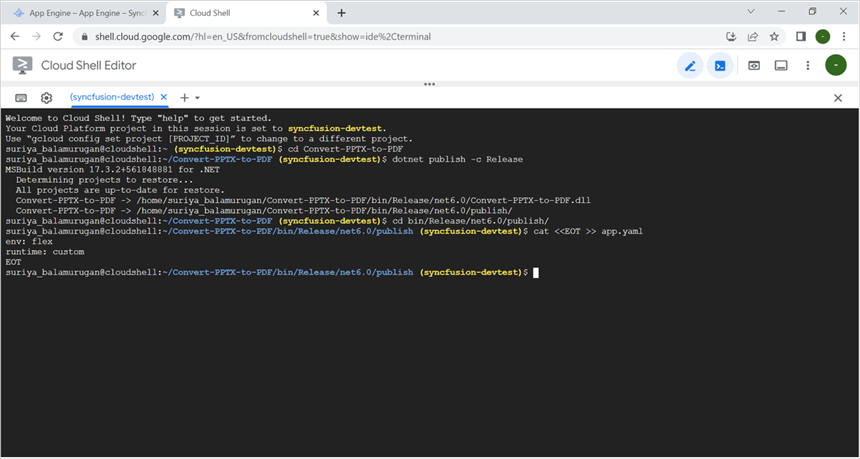 App Engine – App Engine – Syncf
Cloud Shell
shell.cloud.google.com/?hl=en_US&fromcloudshell=true&show=ide%2Cterminal
Cloud Shell Editor
(syncfusion-devtest)
Welcome to Cloud Shell! Type "help" to get started.
Your Cloud Platform project in this session is set to syncfusion-devtest.
Use “gcloud config set project [PROJECT_ID]” to change to a different project.
suriya_balamurugan@cloudshell:~ (syncfusion-devtest)$ cd Convert-PPTX-to-PDF
suriya_balamurugan@cloudshell:~/Convert-PPTX-to-PDF (syncfusion-devtest)$ dotnet publish -c Release
MSBuild version 17.3.2+561848881 for .NET
  Determining projects to restore...
  All projects are up-to-date for restore.
  Convert-PPTX-to-PDF -> /home/suriya_balamurugan/Convert-PPTX-to-PDF/bin/Release/net6.0/Convert-PPTX-to-PDF.dll
  Convert-PPTX-to-PDF -> /home/suriya_balamurugan/Convert-PPTX-to-PDF/bin/Release/net6.0/publish/
suriya_balamurugan@cloudshell:~/Convert-PPTX-to-PDF (syncfusion-devtest)$ cd bin/Release/net6.0/publish/
suriya_balamurugan@cloudshell:~/Convert-PPTX-to-PDF/bin/Release/net6.0/publish (syncfusion-devtest)$ cat <<EOT >> app.yaml
env: flex
runtime: custom
EOT
suriya_balamurugan@cloudshell:~/Convert-PPTX-to-PDF/bin/Release/net6.0/publish (syncfusion-devtest)$